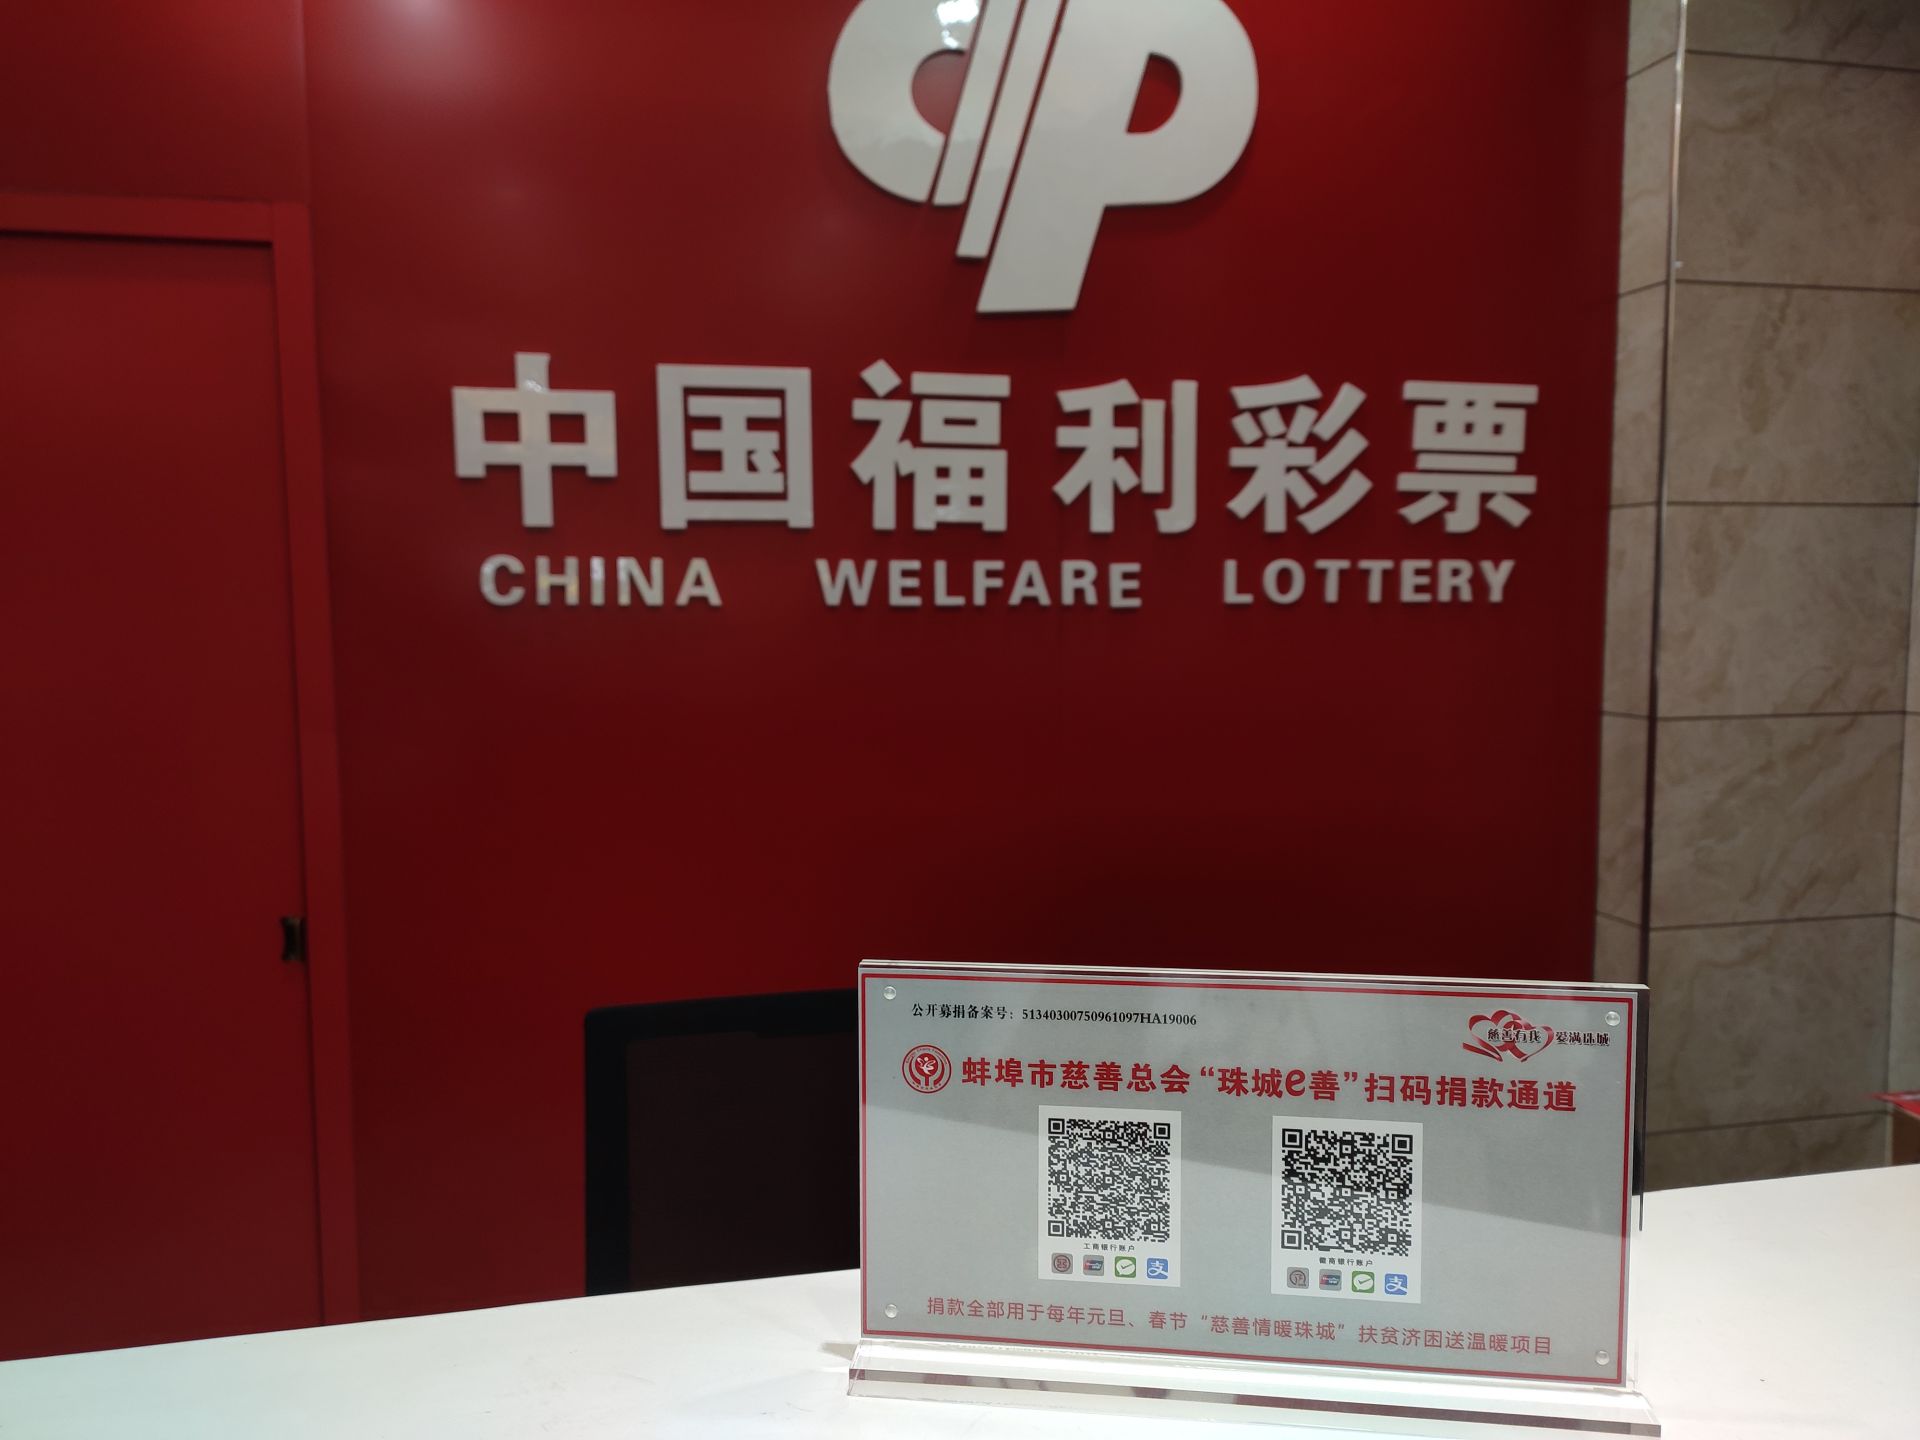 中国福利彩票
CHINA WELFARE LOTTERY
公开募捐备案号：51340300750961097HA19006
慈善有我 爱满珠城
蚌埠市慈善总会“珠城e善”扫码捐款通道
工商银行账户
徽商银行账户
支
支
捐款全部用于每年元旦、春节“慈善情暖珠城”扶贫济困送温暖项目